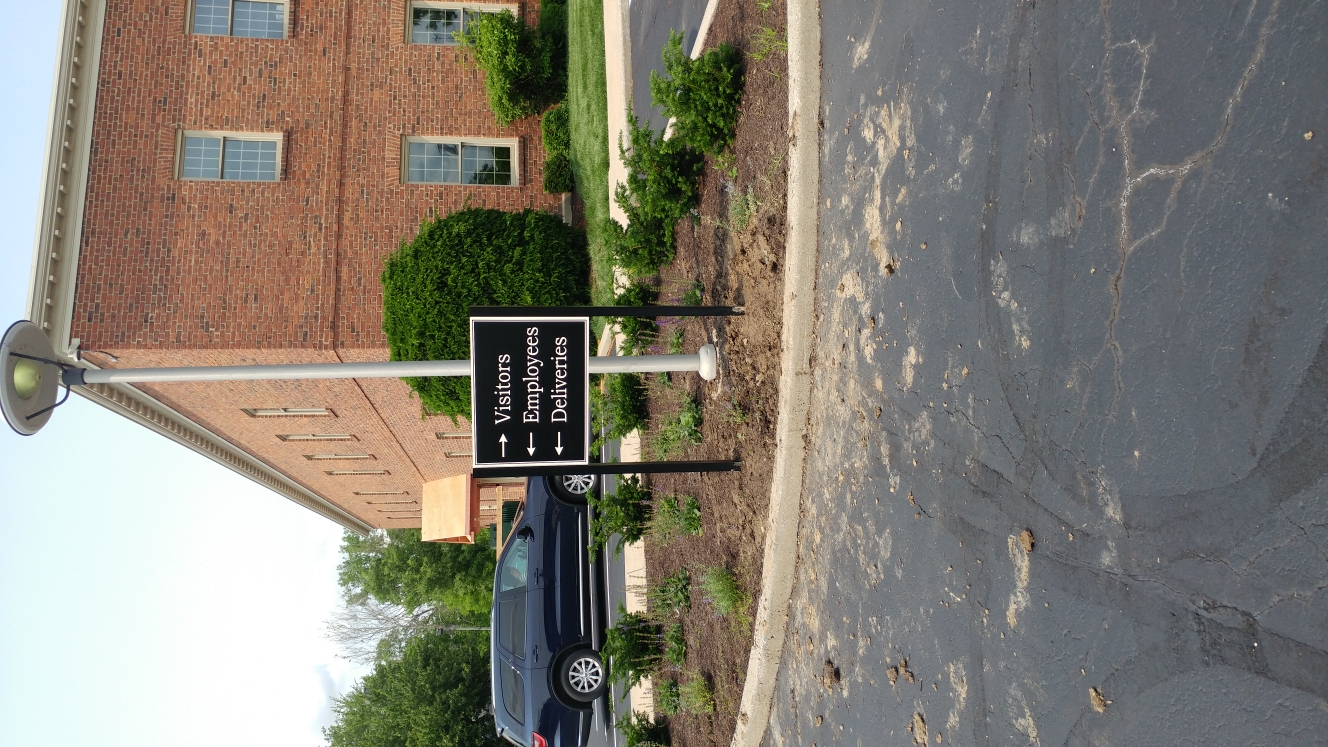 → Visitors
← Employees
← Deliveries